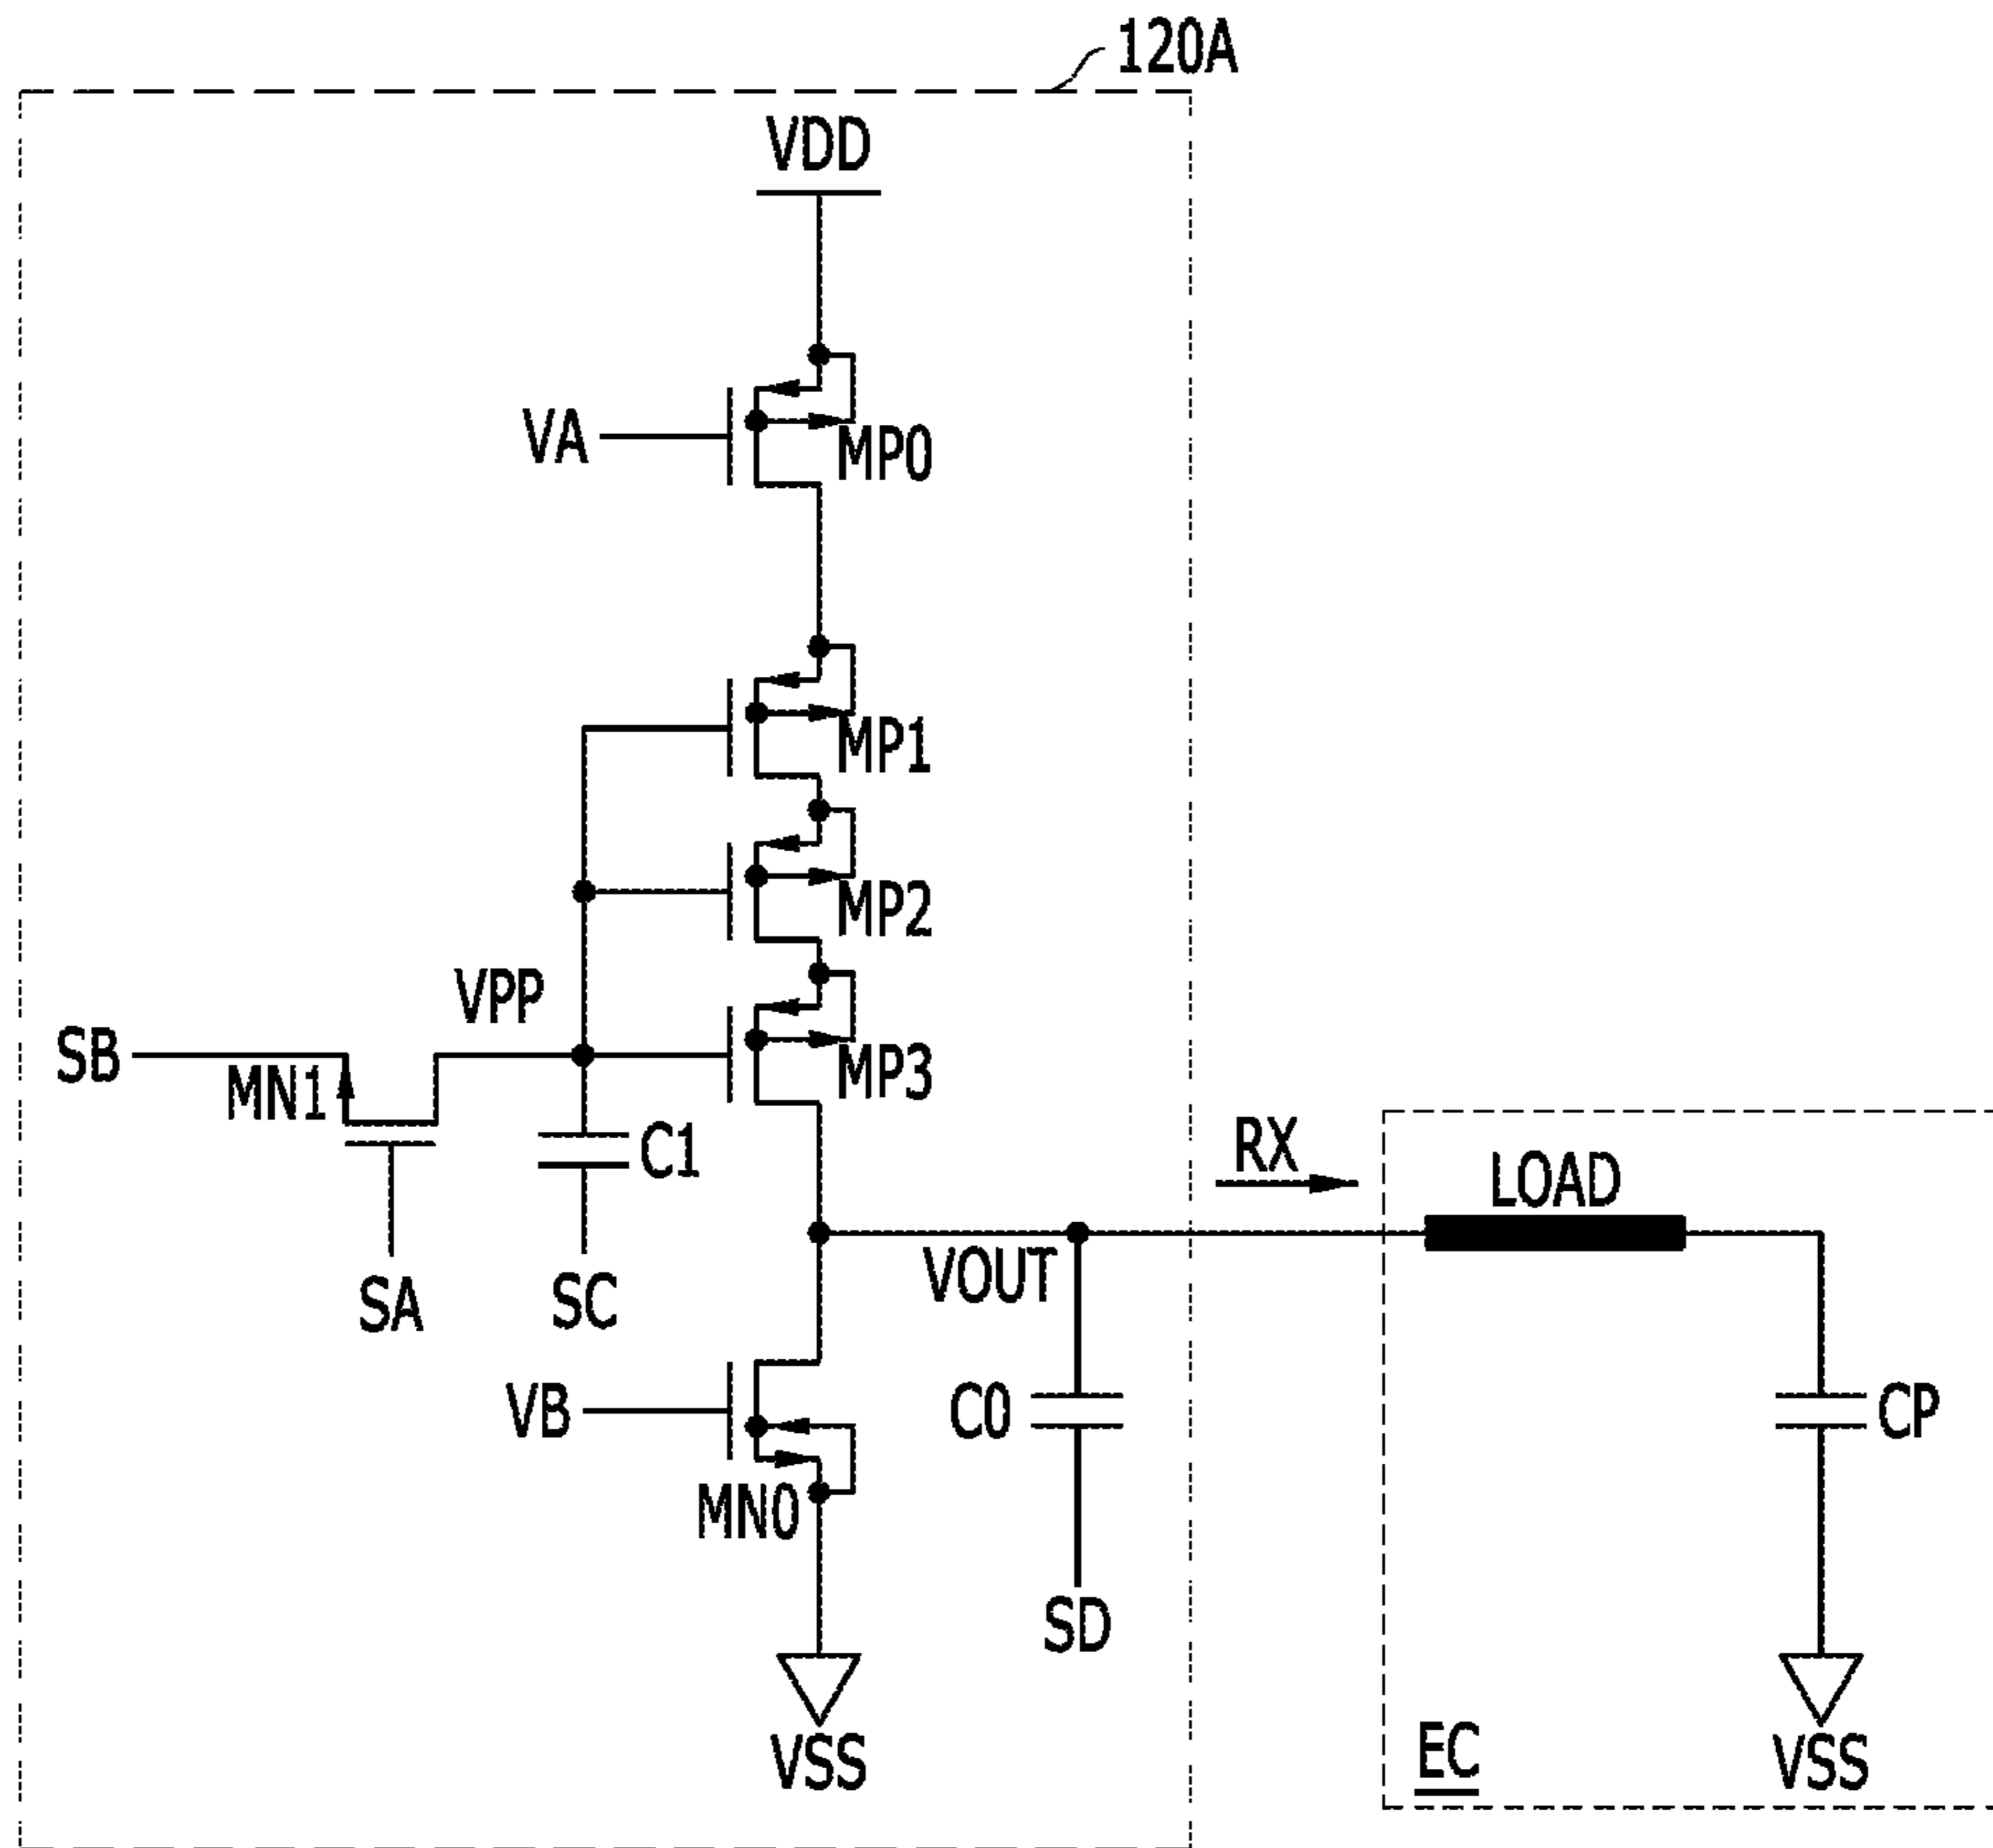 120A
VDD
VA
MP0
MP1
MP2
VPP
SB
MN1
MP3
C1
RX
LOAD
SA
SC
VOUT
VB
C0
CP
MN0
SD
VSS
EC
VSS